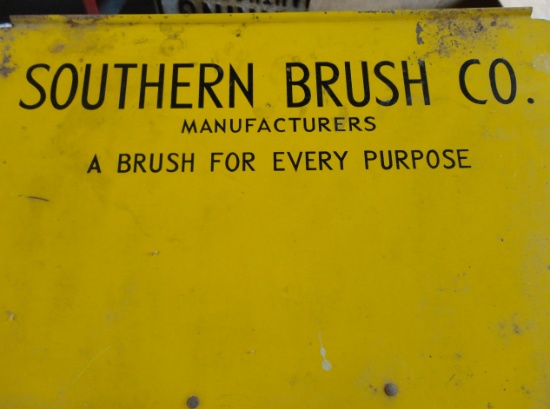 SOUTHERN BRUSH CO.
MANUFACTURERS
A BRUSH FOR EVERY PURPOSE